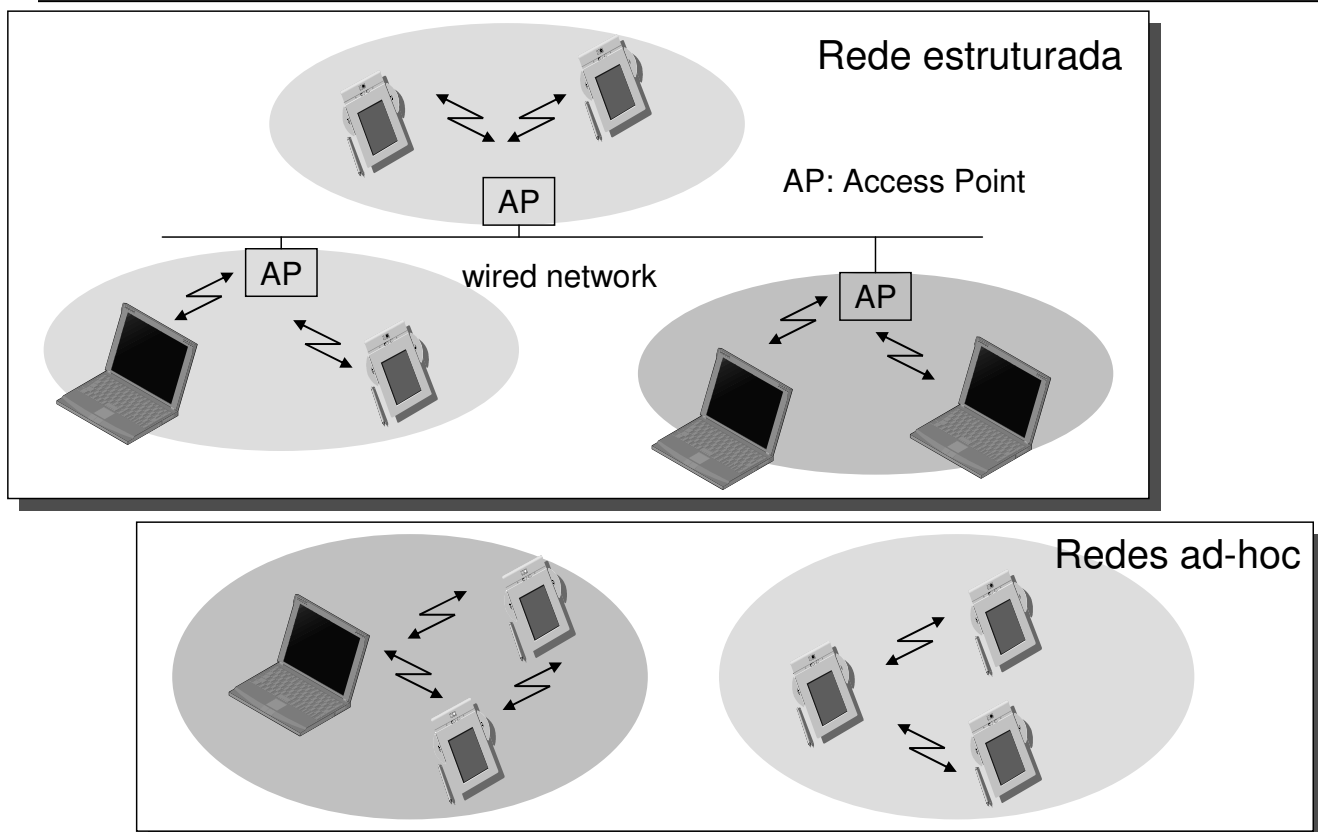 Rede estruturada
AP: Access Point
AP
AP
wired network
AP
Redes ad-hoc